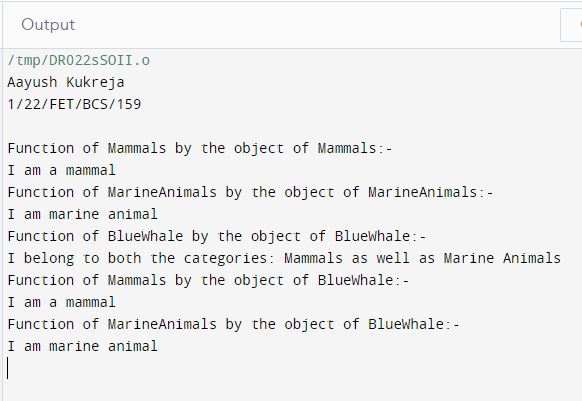 Output
/tmp/DRO22sSOII.o
Aayush Kukreja
1/22/FET/BCS/159
Function of Mammals by the object of Mammals:-
I am a mammal
Function of MarineAnimals by the object of MarineAnimals:-
I am marine animal
Function of BlueWhale by the object of BlueWhale:-
I belong to both the categories: Mammals as well as Marine Animals
Function of Mammals by the object of BlueWhale:-
I am a mammal
Function of MarineAnimals by the object of BlueWhale:-
I am marine animal